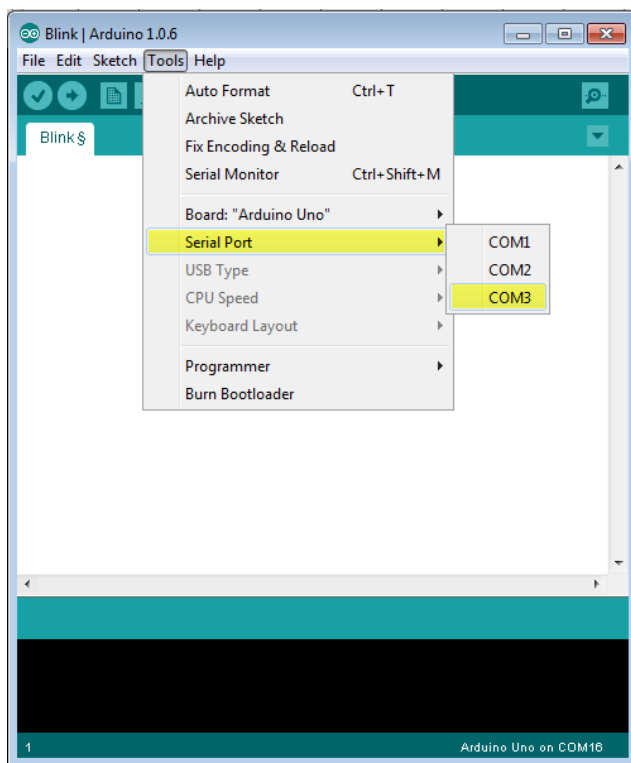 Blink | Arduino 1.0.6
File Edit Sketch Tools Help
Auto Format Ctrl+T
Archive Sketch
Blink §
Fix Encoding & Reload
Serial Monitor Ctrl+Shift+M
Board: "Arduino Uno"
Serial Port
COM1
USB Type
COM2
CPU Speed
COM3
Keyboard Layout
Programmer
Burn Bootloader
1 Arduino Uno on COM16